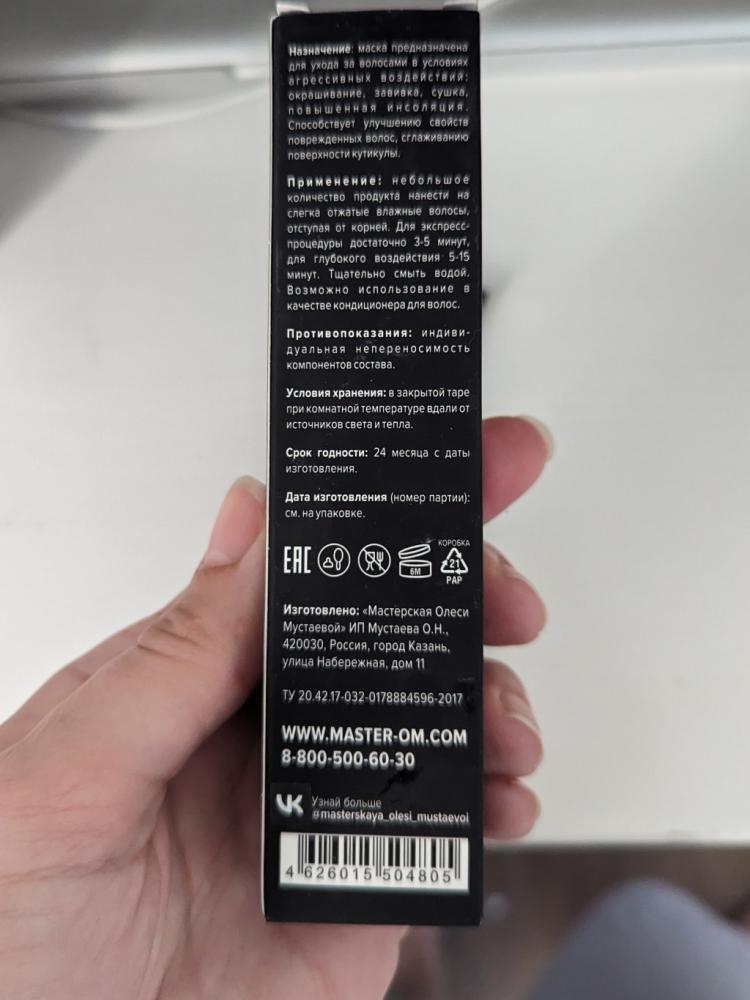 Назначение: маска предназначена
для ухода за волосами в условиях
агрессивных воздействий:
окрашивание, завивка, сушка,
повышенная инсоляция.
Способствует улучшению свойств
поврежденных волос, сглаживанию
поверхности кутикулы.
Применение: небольшое
количество продукта нанести на
слегка отжатые влажные волосы,
отступая от корней. Для экспресс-
процедуры достаточно 3-5 минут,
для глубокого воздействия 5-15
минут. Тщательно смыть водой.
Возможно использование в
качестве кондиционера для волос.
Противопоказания: индиви-
дуальная непереносимость
компонентов состава.
Условия хранения: в закрытой таре
при комнатной температуре вдали от
источников света и тепла.
Срок годности: 24 месяца с даты
изготовления.
Дата изготовления (номер партии):
см. на упаковке.
КОРОБКА
EAC 6M 21
PAP
Изготовлено: «Мастерская Олеси
Мустаевой» ИП Мустаева О.Н.,
420030, Россия, город Казань,
улица Набережная, дом 11
ТУ 20.42.17-032-0178884596-2017
WWW.MASTER-OM.COM
8-800-500-60-30
VK Узнай больше
@masterskaya_olesi_mustaevoi
4 626015 504805